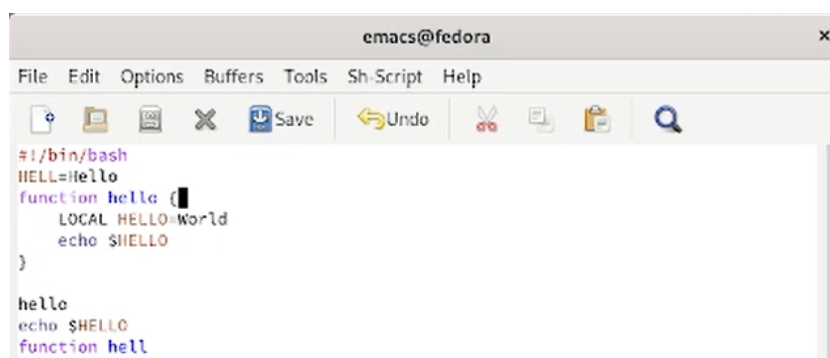 emacs@fedora ×
File Edit Options Buffers Tools Sh-Script Help
Save Undo
#!/bin/bash
HELL=Hello
function hello {
LOCAL HELLO=World
echo $HELLO
}
hello
echo $HELLO
function hell